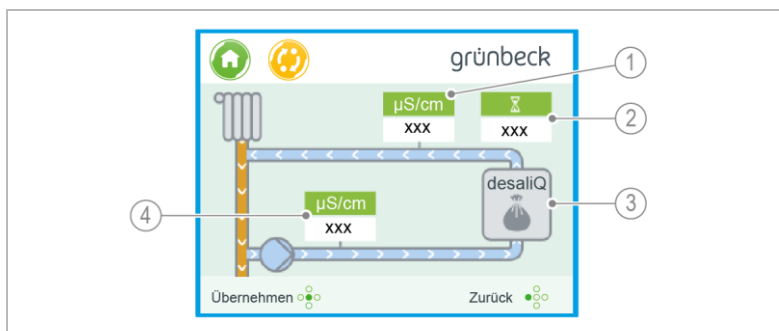 grünbeck
1
µS/cm
xxx
xxx
2
desaliQ
3
4
µS/cm
xxx
Übernehmen
Zurück